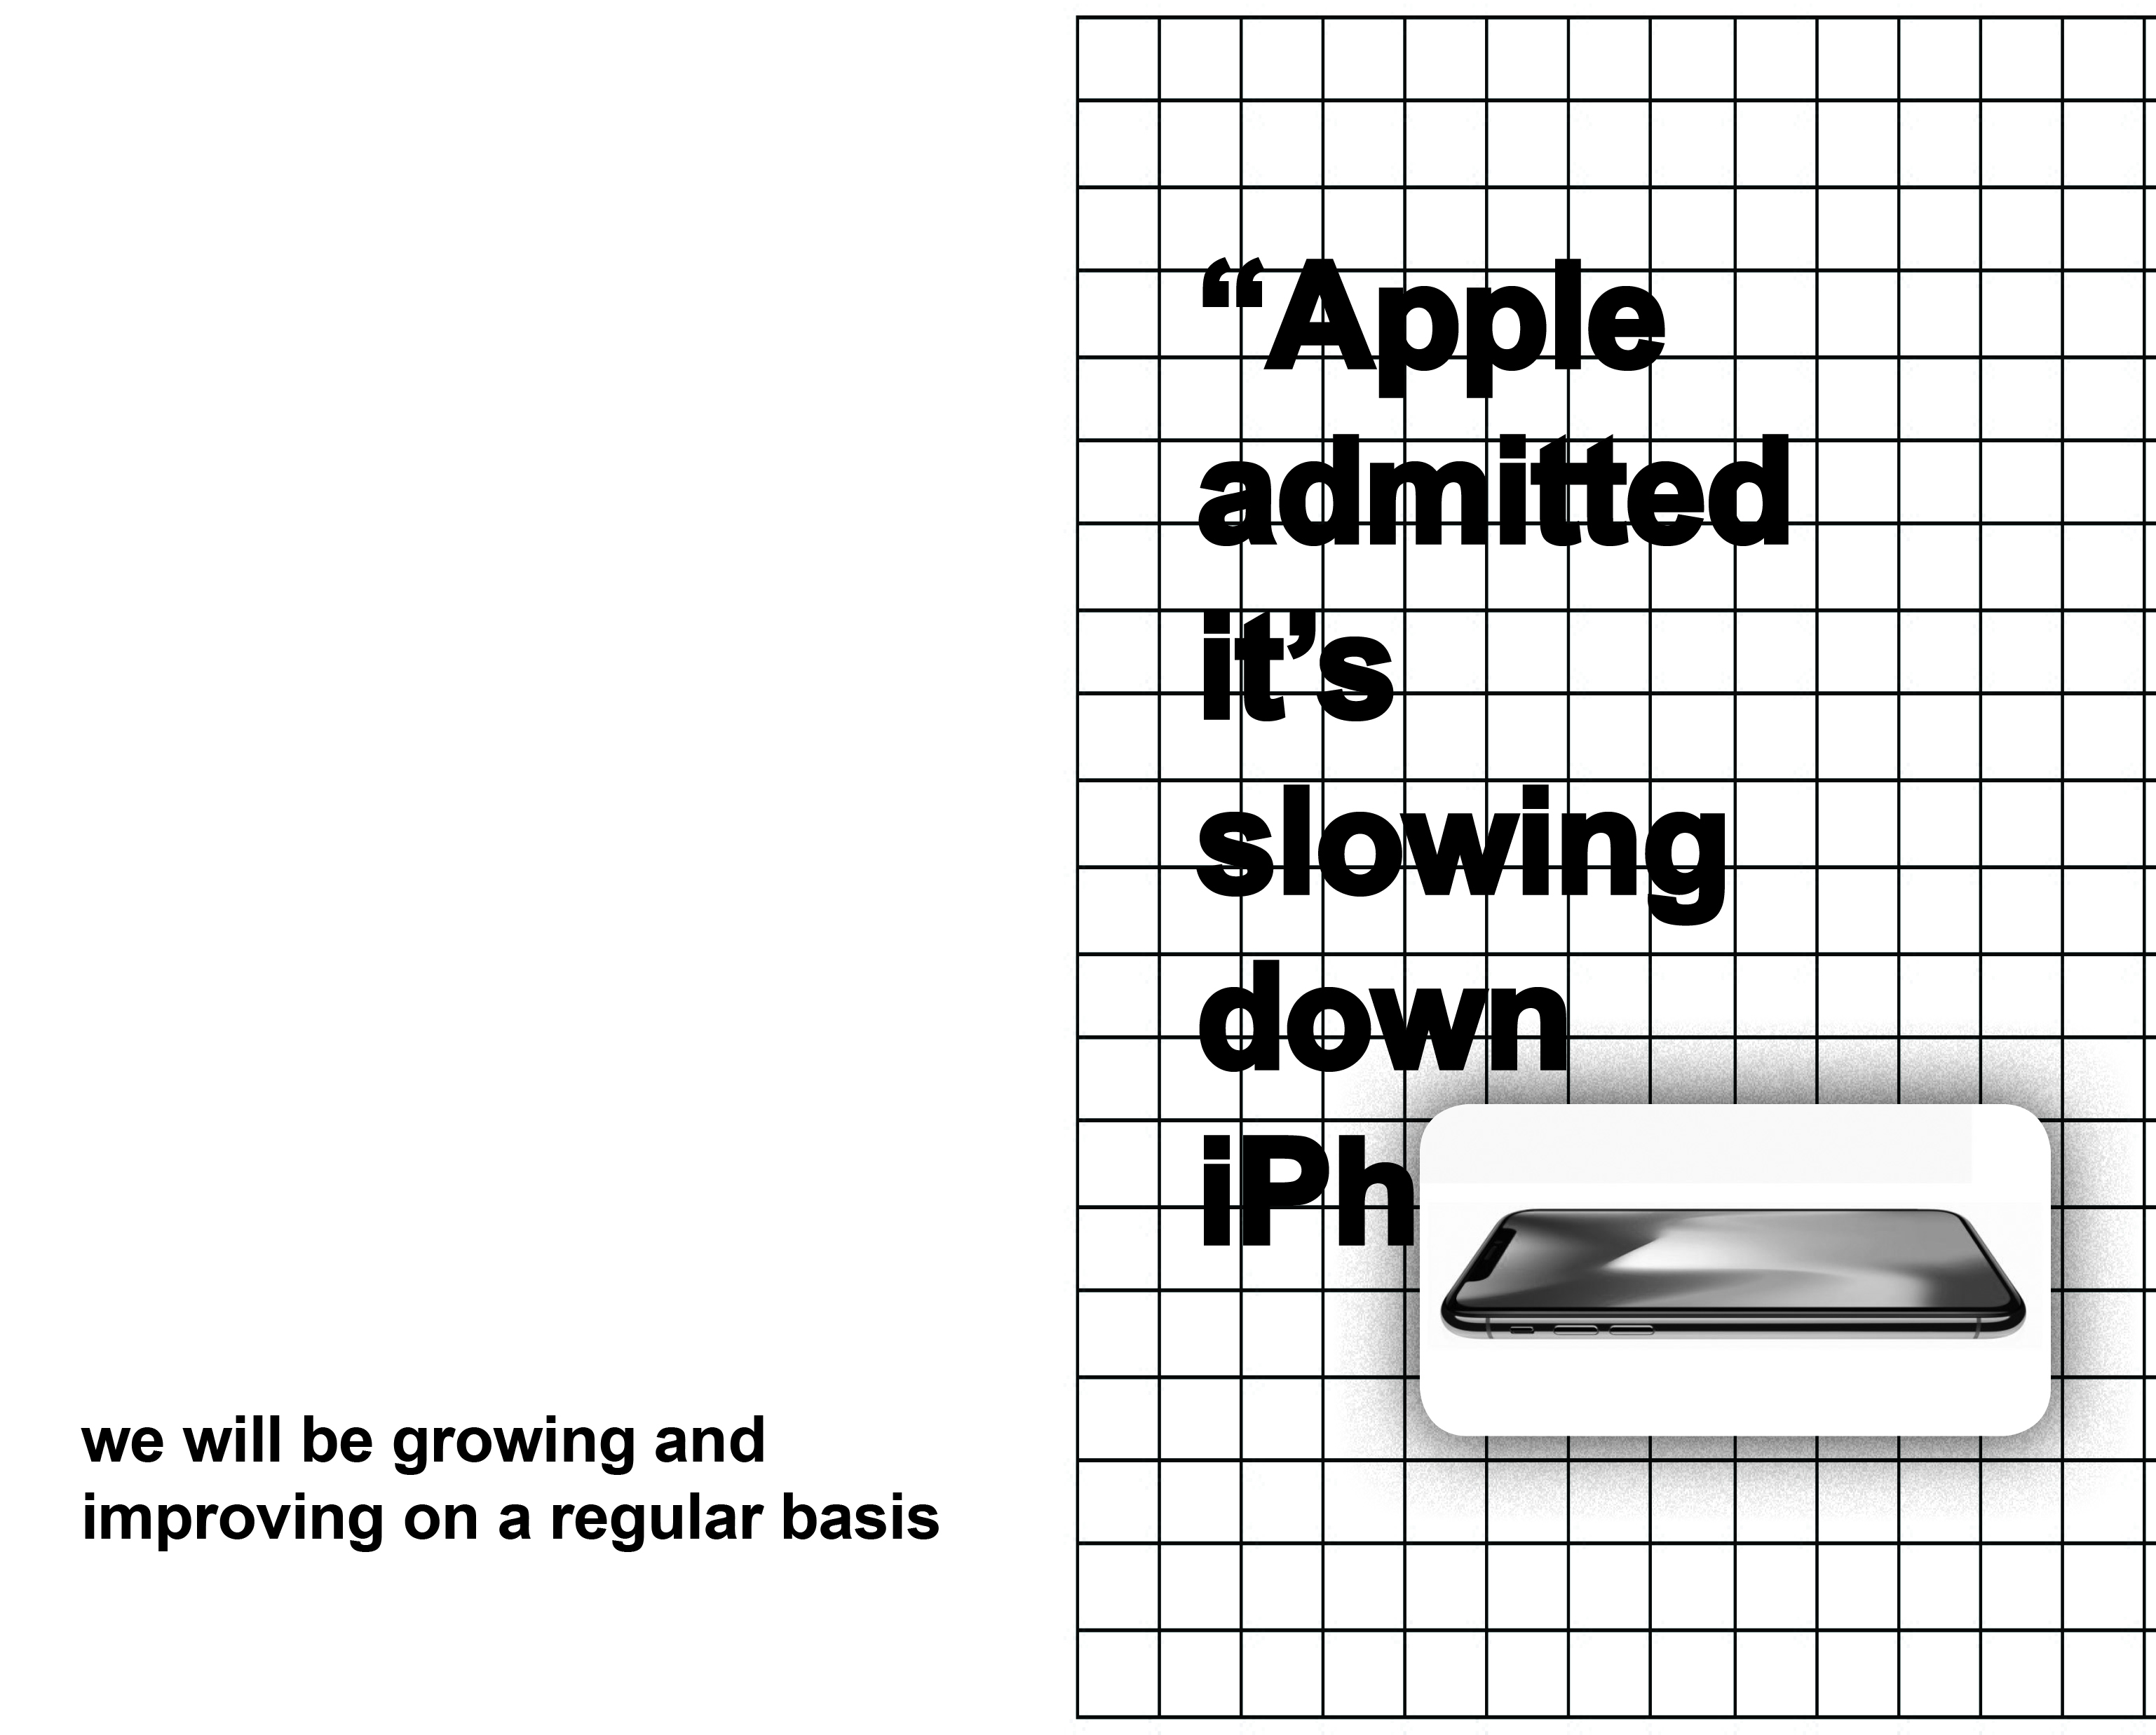 we will be growing and
improving on a regular basis
“Apple
admitted
it’s
slowing
down
iPh